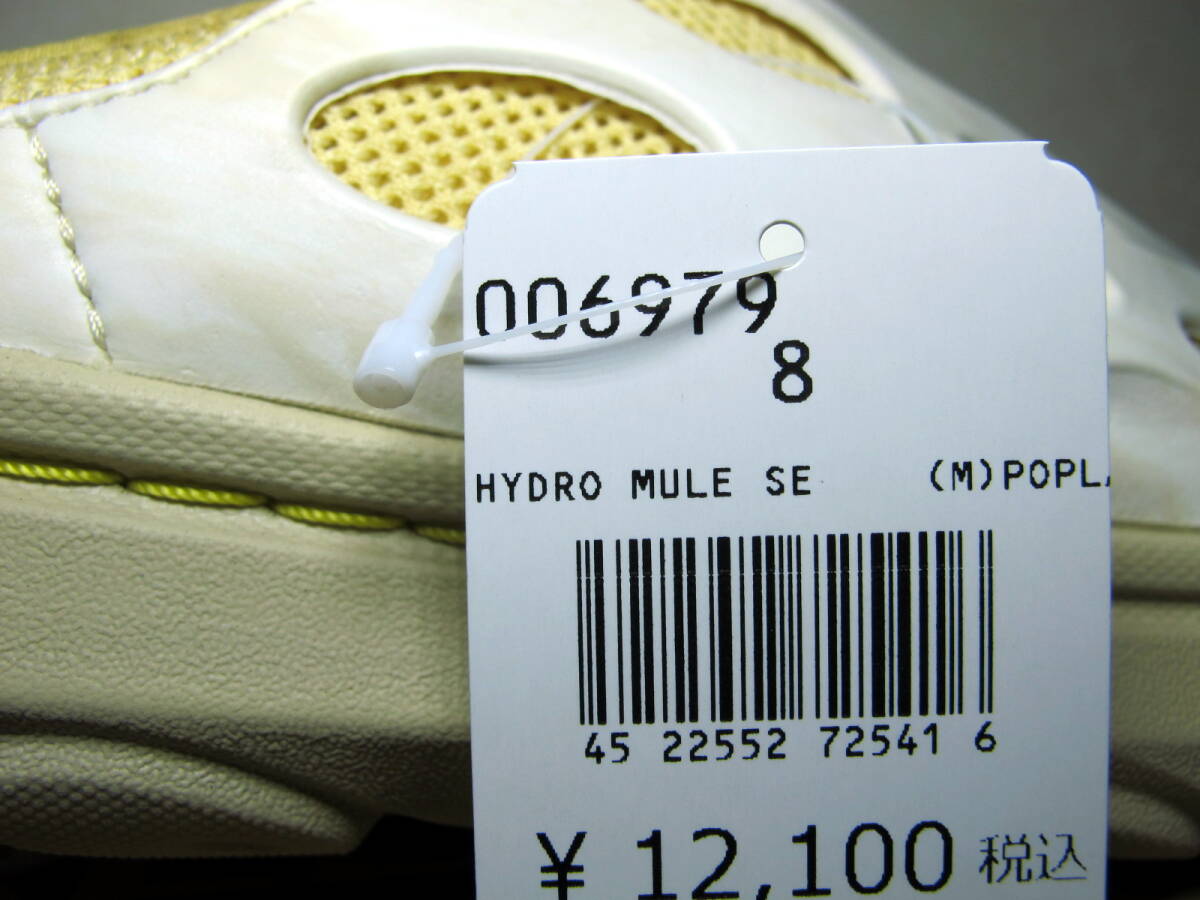 006979
8
HYDRO MULE SE (M)POPL
45 22552 72541 6
¥ 12,100 税込